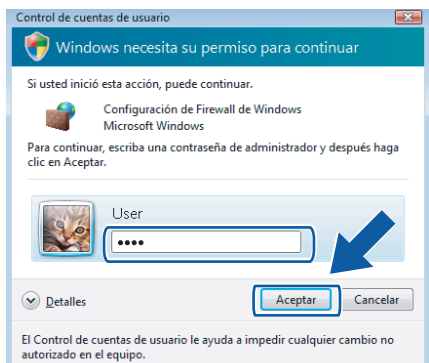 Control de cuentas de usuario
Windows necesita su permiso para continuar
Si usted inició esta acción, puede continuar.
Configuración de Firewall de Windows
Microsoft Windows
Para continuar, escriba una contraseña de administrador y después haga
clic en Aceptar.
User
••••
Detalles
Aceptar
Cancelar
El Control de cuentas de usuario le ayuda a impedir cualquier cambio no
autorizado en el equipo.